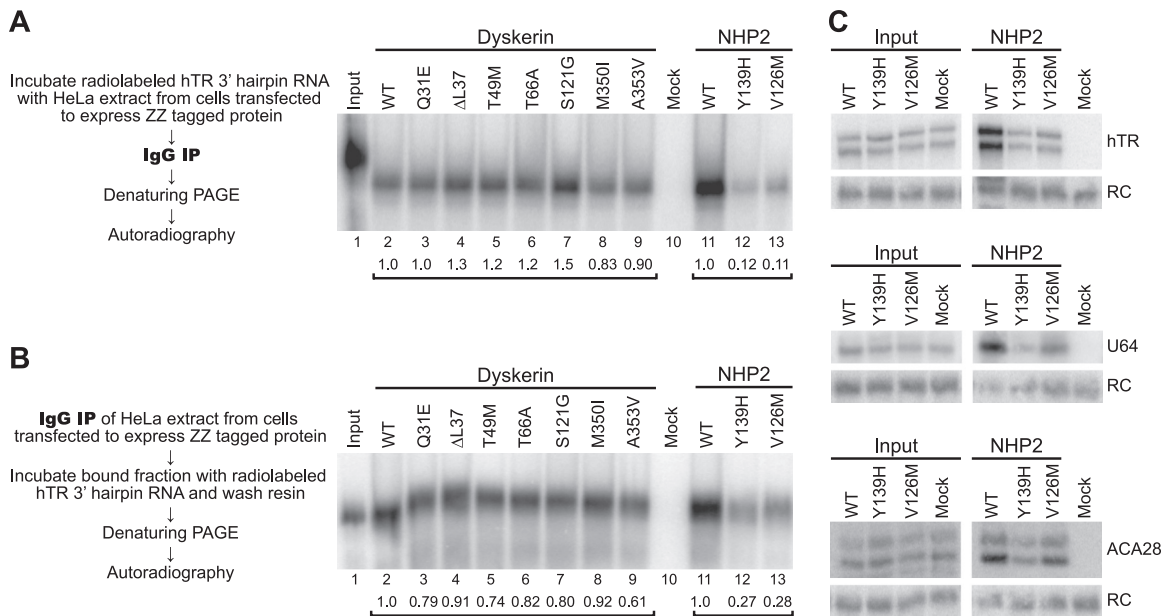 A
Dyskerin
NHP2
Input
WT
Q31E
ΔL37
T49M
T66A
S121G
M350I
A353V
Mock
WT
Y139H
V126M
Incubate radiolabeled hTR 3' hairpin RNA
with HeLa extract from cells transfected
to express ZZ tagged protein
↓
IgG IP
↓
Denaturing PAGE
↓
Autoradiography
1 2 3 4 5 6 7 8 9 10 11 12 13
1.0 1.0 1.3 1.2 1.2 1.5 0.83 0.90 1.0 0.12 0.11
B
Dyskerin
NHP2
Input
WT
Q31E
ΔL37
T49M
T66A
S121G
M350I
A353V
Mock
WT
Y139H
V126M
IgG IP of HeLa extract from cells
transfected to express ZZ tagged protein
↓
Incubate bound fraction with radiolabeled
hTR 3' hairpin RNA and wash resin
↓
Denaturing PAGE
↓
Autoradiography
1 2 3 4 5 6 7 8 9 10 11 12 13
1.0 0.79 0.91 0.74 0.82 0.80 0.92 0.61 1.0 0.27 0.28
C
Input
NHP2
WT
Y139H
V126M
Mock
WT
Y139H
V126M
Mock
hTR
RC
Input
NHP2
WT
Y139H
V126M
Mock
WT
Y139H
V126M
Mock
U64
RC
Input
NHP2
WT
Y139H
V126M
Mock
WT
Y139H
V126M
Mock
ACA28
RC